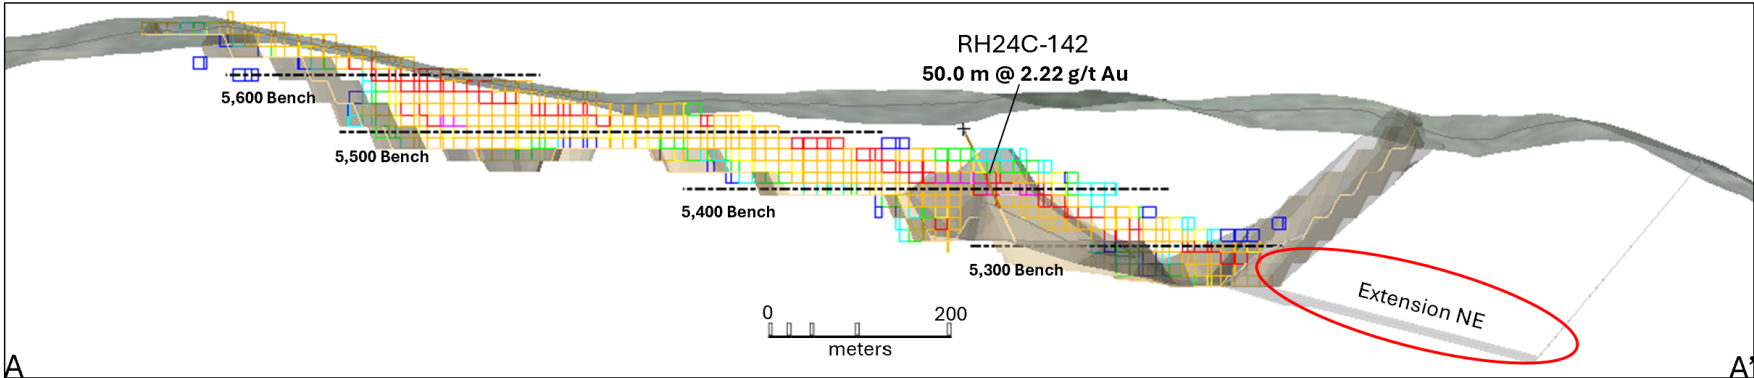 RH24C-142
50.0 m @ 2.22 g/t Au
5,600 Bench
5,500 Bench
5,400 Bench
5,300 Bench
Extension NE
0 200
meters
A A'